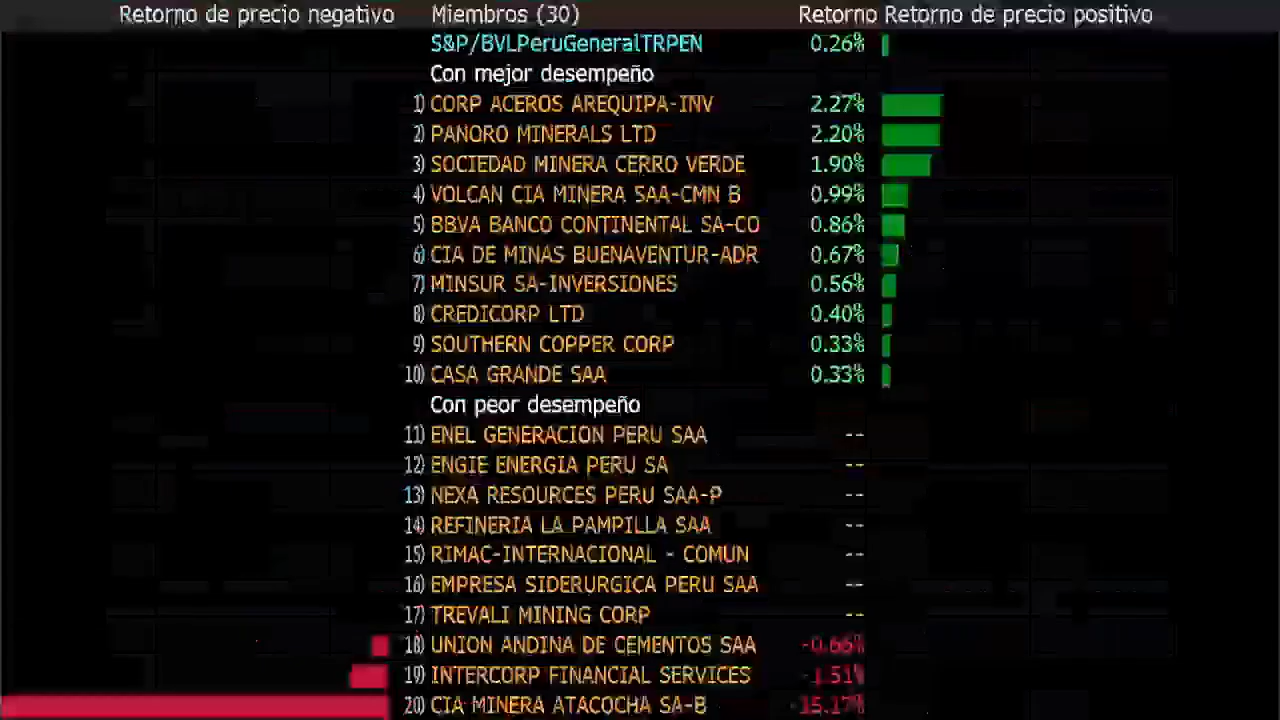 Retorno de precio negativo Miembros (30) Retorno Retorno de precio positivo
S&P/BVLPeruGeneralTRPEN 0.26%
Con mejor desempeño
1) CORP ACEROS AREQUIPA-INV 2.27%
2) PANORO MINERALS LTD 2.20%
3) SOCIEDAD MINERA CERRO VERDE 1.90%
4) VOLCAN CIA MINERA SAA-CMN B 0.99%
5) BBVA BANCO CONTINENTAL SA-CO 0.86%
6) CIA DE MINAS BUENAVENTUR-ADR 0.67%
7) MINSUR SA-INVERSIONES 0.56%
8) CREDICORP LTD 0.40%
9) SOUTHERN COPPER CORP 0.33%
10) CASA GRANDE SAA 0.33%
Con peor desempeño
11) ENEL GENERACION PERU SAA --
12) ENGIE ENERGIA PERU SA --
13) NEXA RESOURCES PERU SAA-P --
14) REFINERIA LA PAMPILLA SAA --
15) RIMAC-INTERNACIONAL - COMUN --
16) EMPRESA SIDERURGICA PERU SAA --
17) TREVALI MINING CORP --
18) UNION ANDINA DE CEMENTOS SAA -0.66%
19) INTERCORP FINANCIAL SERVICES -1.51%
20) CIA MINERA ATACOCHA SA-B -15.17%